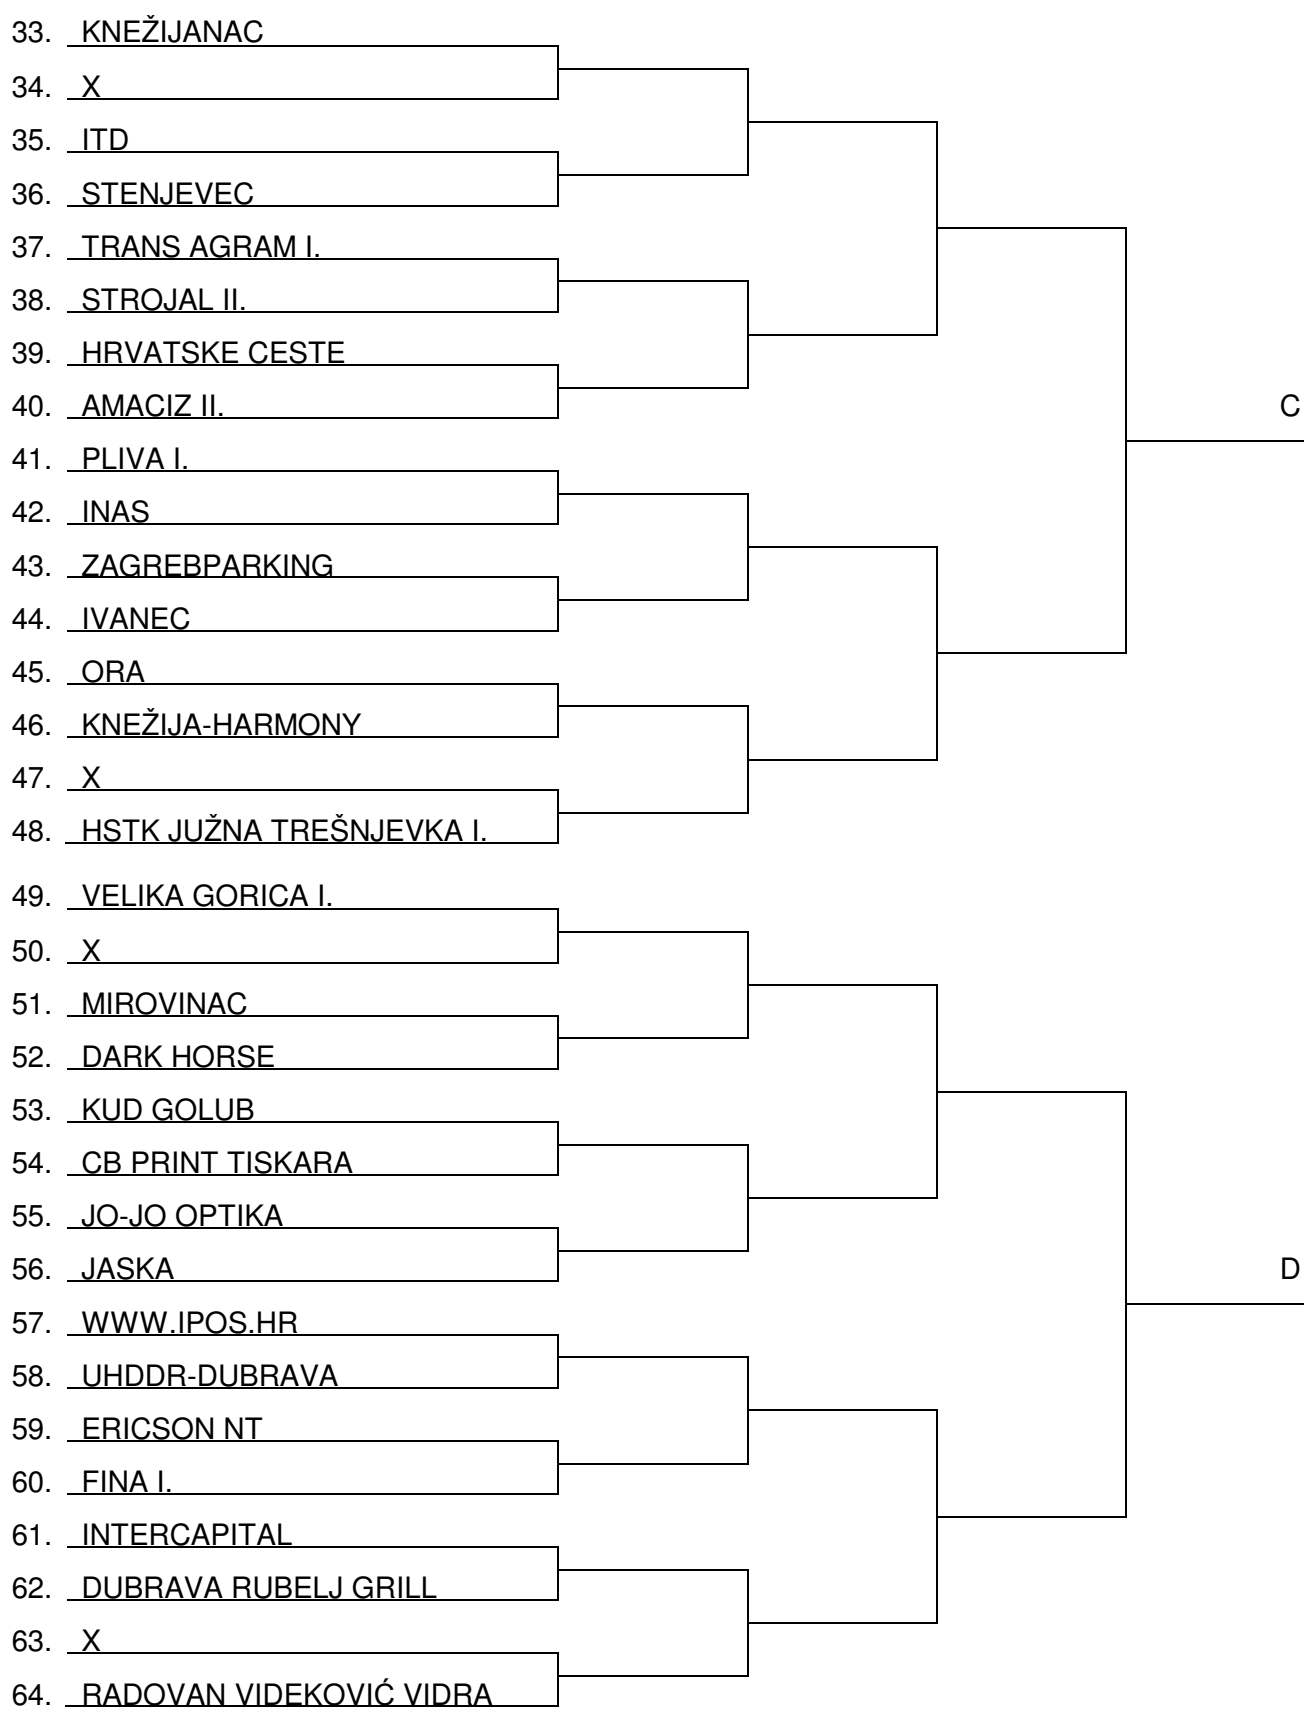 33. KNEŽIJANAC
34. X
35. ITD
36. STENJEVEC
37. TRANS AGRAM I.
38. STROJAL II.
39. HRVATSKE CESTE
40. AMACIZ II.
C
41. PLIVA I.
42. INAS
43. ZAGREBPARKING
44. IVANEC
45. ORA
46. KNEŽIJA-HARMONY
47. X
48. HSTK JUŽNA TREŠNJEVKA I.
49. VELIKA GORICA I.
50. X
51. MIROVINAC
52. DARK HORSE
53. KUD GOLUB
54. CB PRINT TISKARA
55. JO-JO OPTIKA
56. JASKA
D
57. WWW.IPOS.HR
58. UHDDR-DUBRAVA
59. ERICSON NT
60. FINA I.
61. INTERCAPITAL
62. DUBRAVA RUBELJ GRILL
63. X
64. RADOVAN VIDEKOVIĆ VIDRA